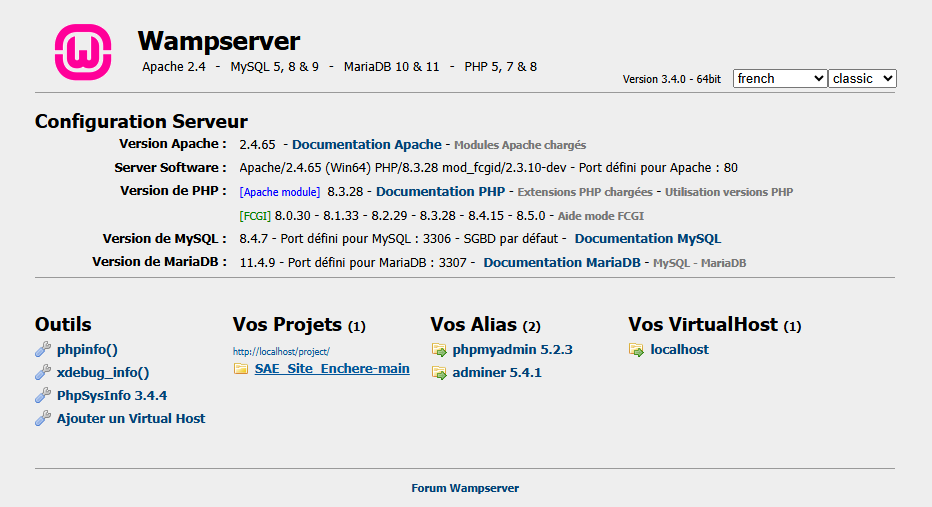 Wampserver
Apache 2.4 - MySQL 5, 8 & 9 - MariaDB 10 & 11 - PHP 5, 7 & 8
Version 3.4.0 - 64bit french classic
Configuration Serveur
Version Apache : 2.4.65 - Documentation Apache - Modules Apache chargés
Server Software : Apache/2.4.65 (Win64) PHP/8.3.28 mod_fcgid/2.3.10-dev - Port défini pour Apache : 80
Version de PHP : [Apache module] 8.3.28 - Documentation PHP - Extensions PHP chargées - Utilisation versions PHP
[FCGI] 8.0.30 - 8.1.33 - 8.2.29 - 8.3.28 - 8.4.15 - 8.5.0 - Aide mode FCGI
Version de MySQL : 8.4.7 - Port défini pour MySQL : 3306 - SGBD par défaut - Documentation MySQL
Version de MariaDB : 11.4.9 - Port défini pour MariaDB : 3307 - Documentation MariaDB - MySQL - MariaDB
Outils
phpinfo()
xdebug_info()
PhpSysInfo 3.4.4
Ajouter un Virtual Host
Vos Projets (1)
http://localhost/project/
SAE_Site_Enchere-main
Vos Alias (2)
phpmyadmin 5.2.3
adminer 5.4.1
Vos VirtualHost (1)
localhost
Forum Wampserver